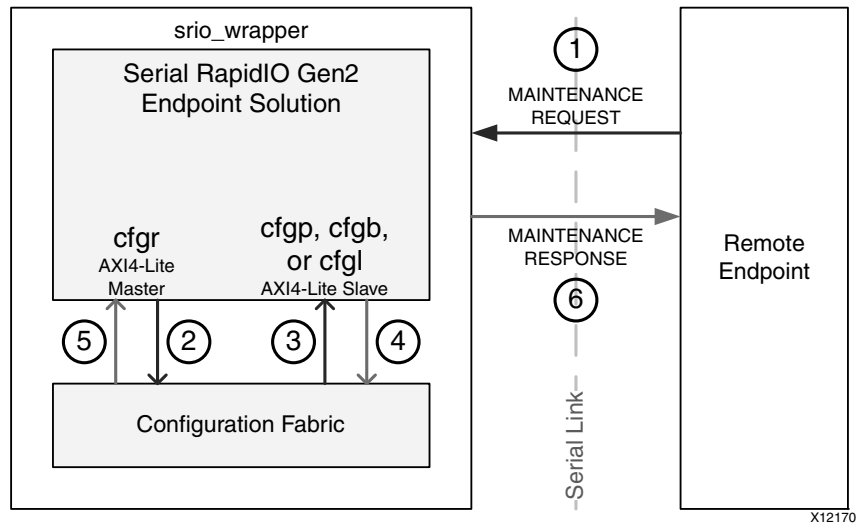 srio_wrapper
Serial RapidIO Gen2
Endpoint Solution
cfgr
AXI4-Lite
Master
cfgp, cfgb,
or cfgl
AXI4-Lite Slave
5
2
3
4
Configuration Fabric
1
MAINTENANCE
REQUEST
MAINTENANCE
RESPONSE
6
Serial Link
Remote
Endpoint
X12170